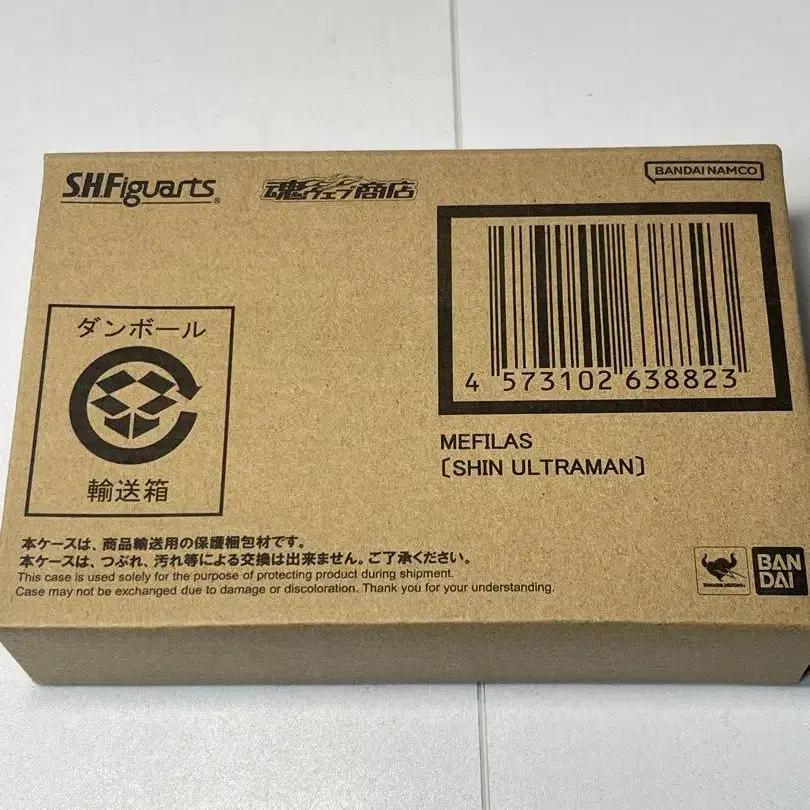 S.H.Figuarts®
魂ウェブ商店
BANDAI NAMCO
4 573102 638823
MEFILAS
〔SHIN ULTRAMAN〕
ダンボール
輸送箱
本ケースは、商品輸送用の保護梱包材です。
本ケースは、つぶれ、汚れ等による交換は出来ません。ご了承ください。
This case is used solely for the purpose of protecting product during shipment.
Case may not be exchanged due to damage or discoloration. Thank you for your understanding.
BAN
DAI